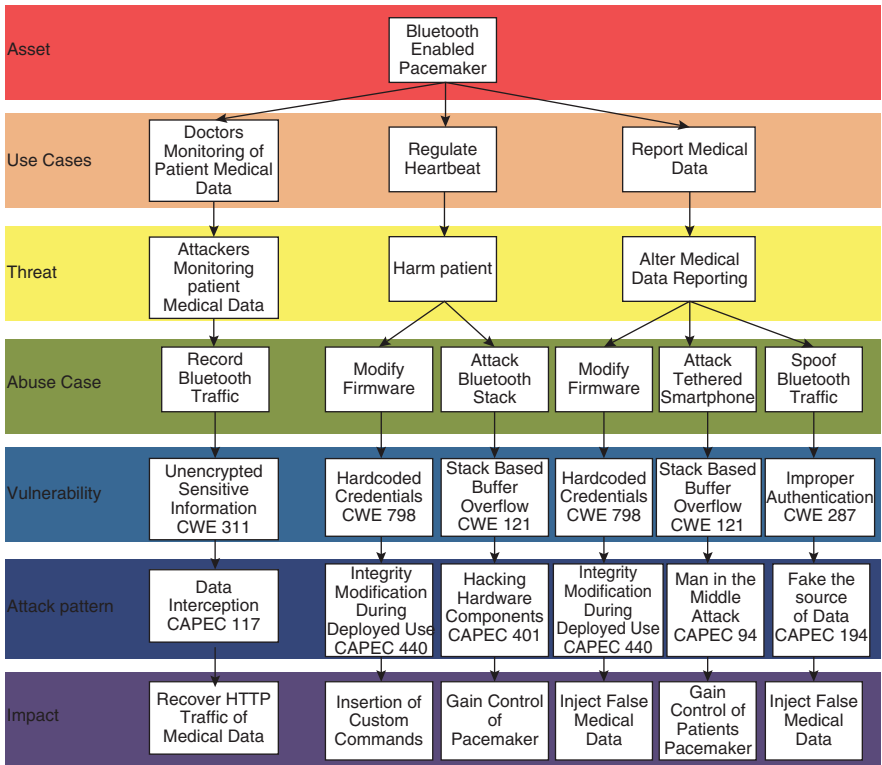 Asset
Bluetooth
Enabled
Pacemaker
Use Cases
Doctors
Monitoring of
Patient Medical
Data
Regulate
Heartbeat
Report Medical
Data
Threat
Attackers
Monitoring
patient
Medical Data
Harm patient
Alter Medical
Data Reporting
Abuse Case
Record
Bluetooth
Traffic
Modify
Firmware
Attack
Bluetooth
Stack
Modify
Firmware
Attack
Tethered
Smartphone
Spoof
Bluetooth
Traffic
Vulnerability
Unencrypted
Sensitive
Information
CWE 311
Hardcoded
Credentials
CWE 798
Stack Based
Buffer
Overflow
CWE 121
Hardcoded
Credentials
CWE 798
Stack Based
Buffer
Overflow
CWE 121
Improper
Authentication
CWE 287
Attack pattern
Data
Interception
CAPEC 117
Integrity
Modification
During
Deployed Use
CAPEC 440
Hacking
Hardware
Components
CAPEC 401
Integrity
Modification
During
Deployed Use
CAPEC 440
Man in the
Middle
Attack
CAPEC 94
Fake the
source
of Data
CAPEC 194
Impact
Recover HTTP
Traffic of
Medical Data
Insertion of
Custom
Commands
Gain Control
of
Pacemaker
Inject False
Medical
Data
Gain
Control of
Patients
Pacemaker
Inject False
Medical
Data